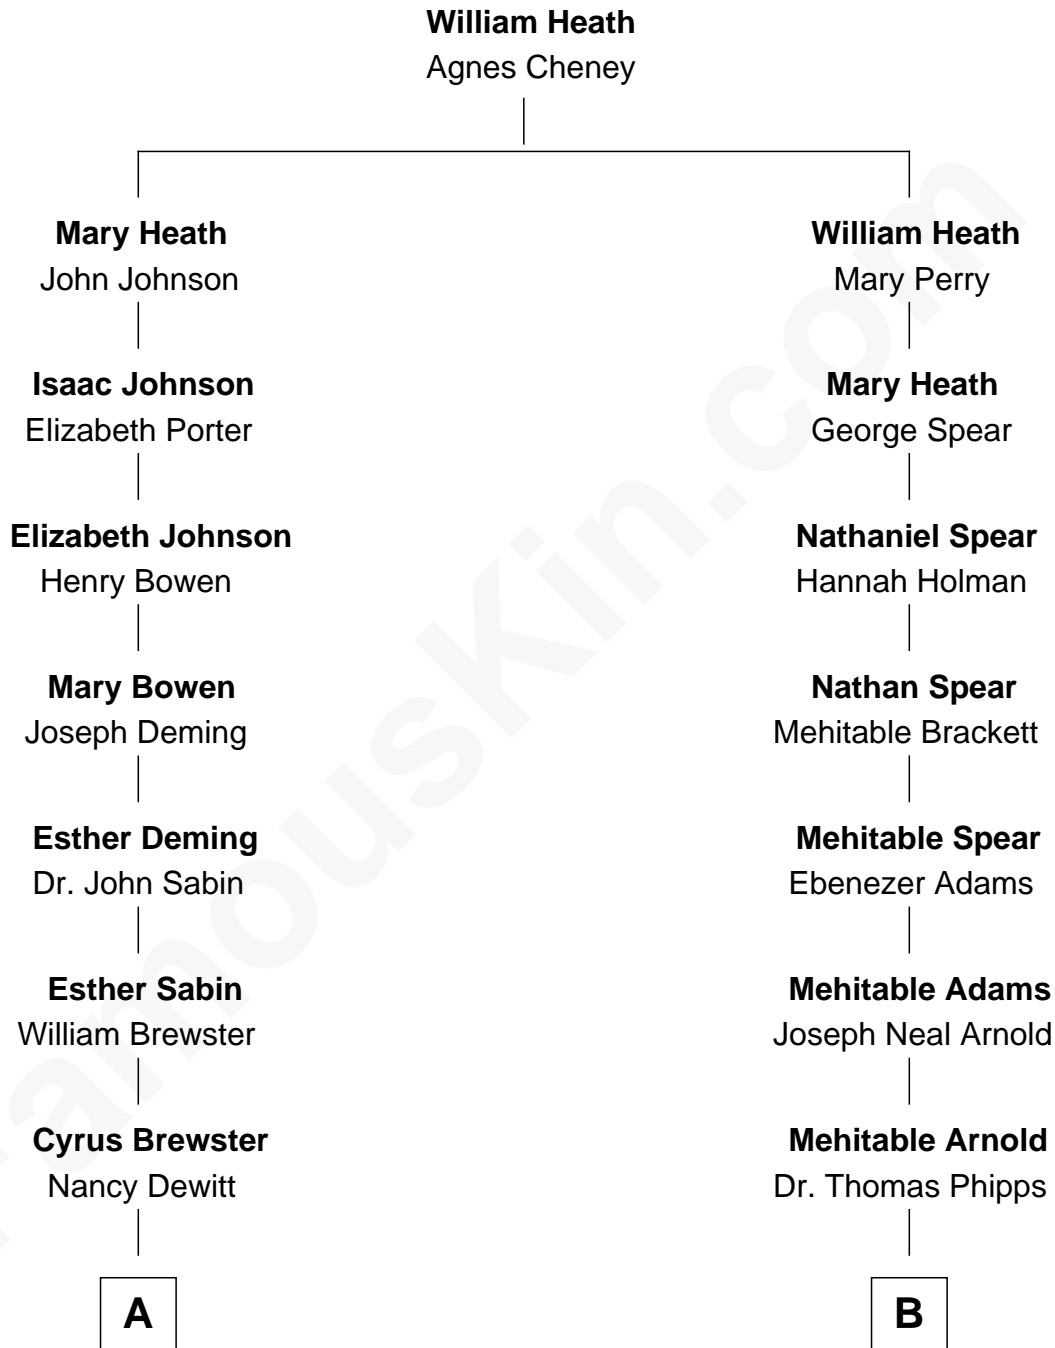 William Heath
Agnes Cheney
Mary Heath
John Johnson
William Heath
Mary Perry
Isaac Johnson
Elizabeth Porter
Mary Heath
George Spear
Elizabeth Johnson
Henry Bowen
Nathaniel Spear
Hannah Holman
Mary Bowen
Joseph Deming
Nathan Spear
Mehitable Brackett
Esther Deming
Dr. John Sabin
Mehitable Spear
Ebenezer Adams
Esther Sabin
William Brewster
Mehitable Adams
Joseph Neal Arnold
Cyrus Brewster
Nancy Dewitt
Mehitable Arnold
Dr. Thomas Phipps
A
B
FamousKin.com